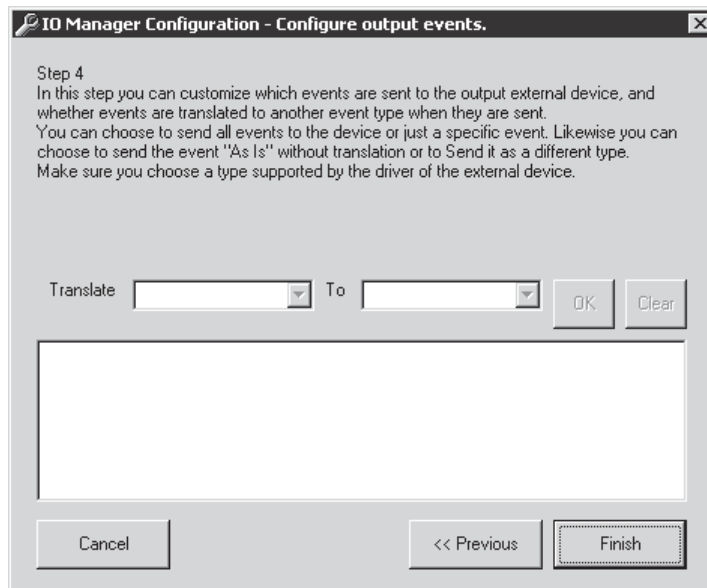 IO Manager Configuration - Configure output events.
Step 4
In this step you can customize which events are sent to the output external device, and
whether events are translated to another event type when they are sent.
You can choose to send all events to the device or just a specific event. Likewise you can
choose to send the event "As Is" without translation or to Send it as a different type.
Make sure you choose a type supported by the driver of the external device.
Translate To OK Clear
Cancel << Previous Finish